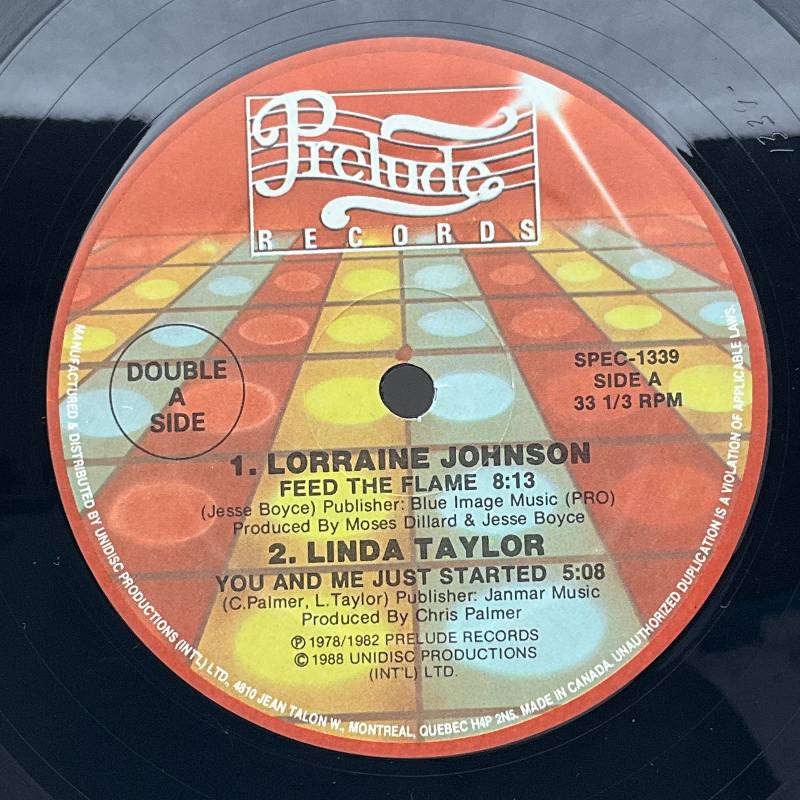 Prelude
RECORDS
DOUBLE
A
SIDE
SPEC-1339
SIDE A
33 1/3 RPM
1. LORRAINE JOHNSON
FEED THE FLAME 8:13
(Jesse Boyce) Publisher: Blue Image Music (PRO)
Produced By Moses Dillard & Jesse Boyce
2. LINDA TAYLOR
YOU AND ME JUST STARTED 5:08
(C.Palmer, L.Taylor) Publisher: Janmar Music
Produced By Chris Palmer
℗ 1978/1982 PRELUDE RECORDS
© 1988 UNIDISC PRODUCTIONS
(INT'L) LTD.
MANUFACTURED & DISTRIBUTED BY UNIDISC PRODUCTIONS (INT'L) LTD., 4810 JEAN TALON W., MONTREAL, QUEBEC H4P 2N5. MADE IN CANADA. UNAUTHORIZED DUPLICATION IS A VIOLATION OF APPLICABLE LAWS.